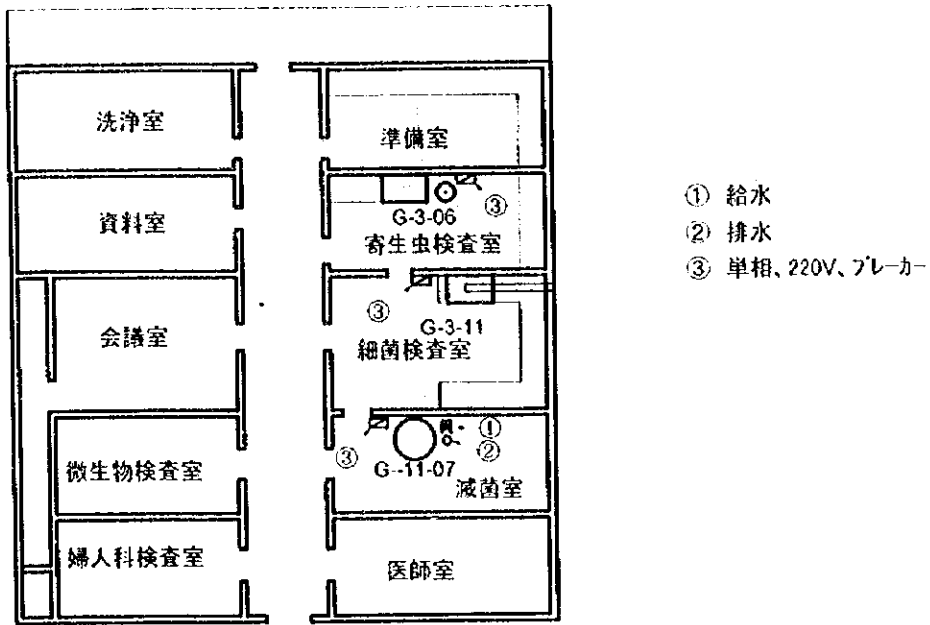 洗浄室
準備室
資料室
③
G-3-06
寄生虫検査室
会議室
③
G-3-11
細菌検査室
微生物検査室
③
①
②
G--11-07
滅菌室
婦人科検査室
医師室
① 給水
② 排水
③ 単相、220V、ブレーカー